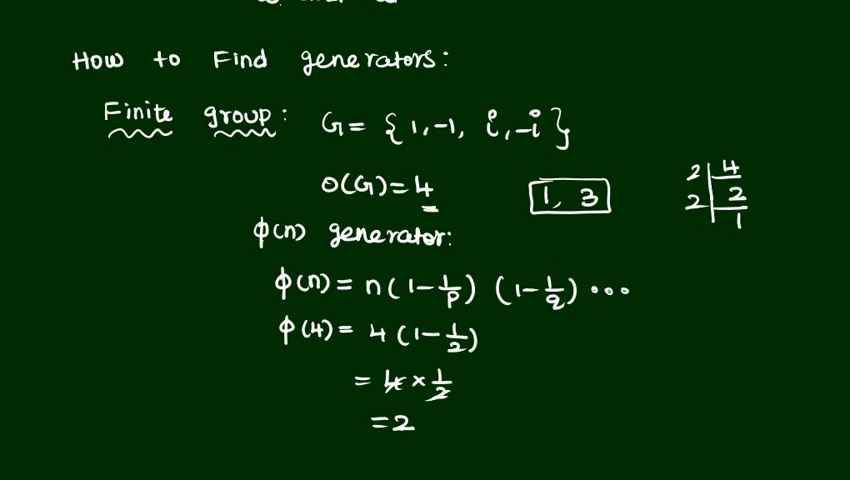 How to Find generators:
Finite group: G = {1, -1, i, -i}
O(G) = 4
1, 3
2 | 4
2 | 2
1
ϕ(n) generator:
ϕ(n) = n(1 - 1/p) (1 - 1/q) ...
ϕ(4) = 4 (1 - 1/2)
= 4 × 1/2
= 2